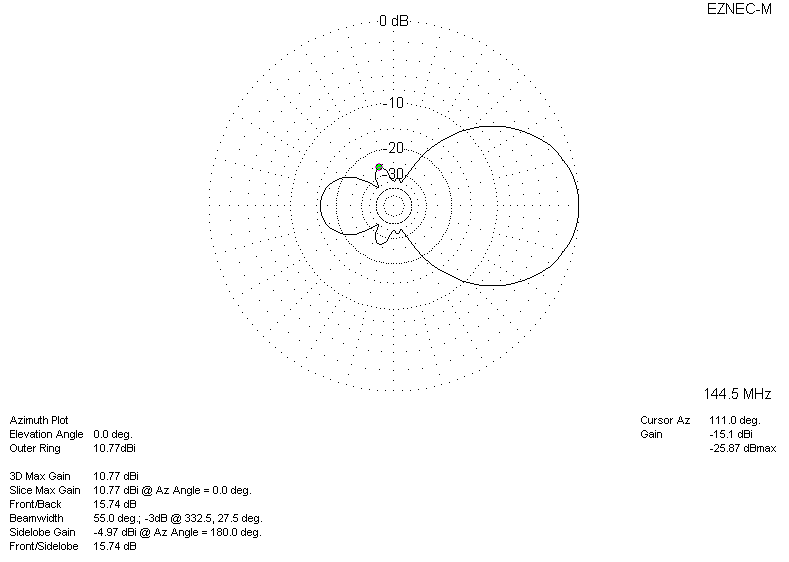 EZNEC-M
0 dB
-10
-20
-30
144.5 MHz
Azimuth Plot
Elevation Angle 0.0 deg.
Outer Ring 10.77dBi
Cursor Az 111.0 deg.
Gain -15.1 dBi
-25.87 dBmax
3D Max Gain 10.77 dBi
Slice Max Gain 10.77 dBi @ Az Angle = 0.0 deg.
Front/Back 15.74 dB
Beamwidth 55.0 deg.; -3dB @ 332.5, 27.5 deg.
Sidelobe Gain -4.97 dBi @ Az Angle = 180.0 deg.
Front/Sidelobe 15.74 dB